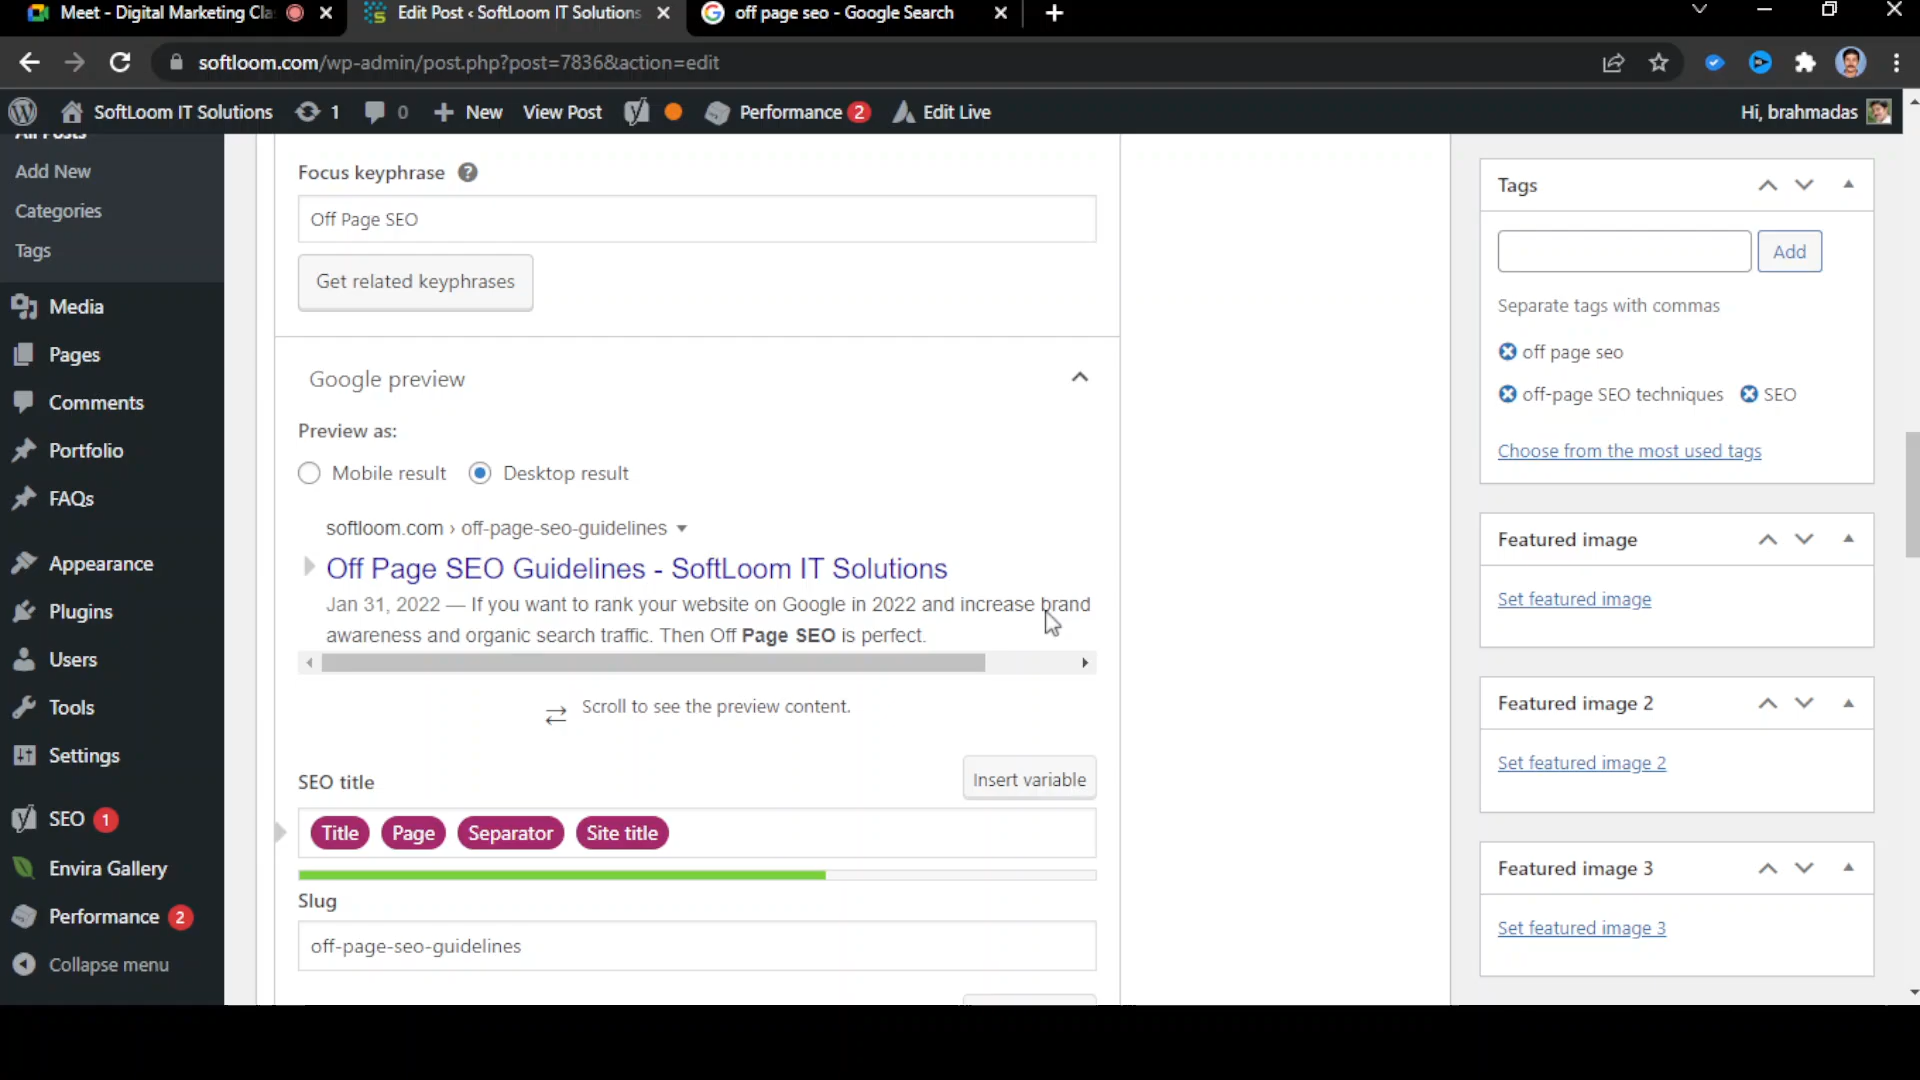 Meet - Digital Marketing Cla
Edit Post ‹ SoftLoom IT Solutions
off page seo - Google Search
softloom.com/wp-admin/post.php?post=7836&action=edit
SoftLoom IT Solutions
1
0
New
View Post
Performance 2
Edit Live
Hi, brahmadas
All Posts
Add New
Categories
Tags
Media
Pages
Comments
Portfolio
FAQs
Appearance
Plugins
Users
Tools
Settings
SEO 1
Envira Gallery
Performance 2
Collapse menu
Focus keyphrase
Off Page SEO
Get related keyphrases
Google preview
Preview as:
Mobile result
Desktop result
softloom.com › off-page-seo-guidelines
Off Page SEO Guidelines - SoftLoom IT Solutions
Jan 31, 2022 — If you want to rank your website on Google in 2022 and increase brand
awareness and organic search traffic. Then Off Page SEO is perfect.
Scroll to see the preview content.
SEO title
Insert variable
Title Page Separator Site title
Slug
off-page-seo-guidelines
Tags
Add
Separate tags with commas
off page seo
off-page SEO techniques
SEO
Choose from the most used tags
Featured image
Set featured image
Featured image 2
Set featured image 2
Featured image 3
Set featured image 3